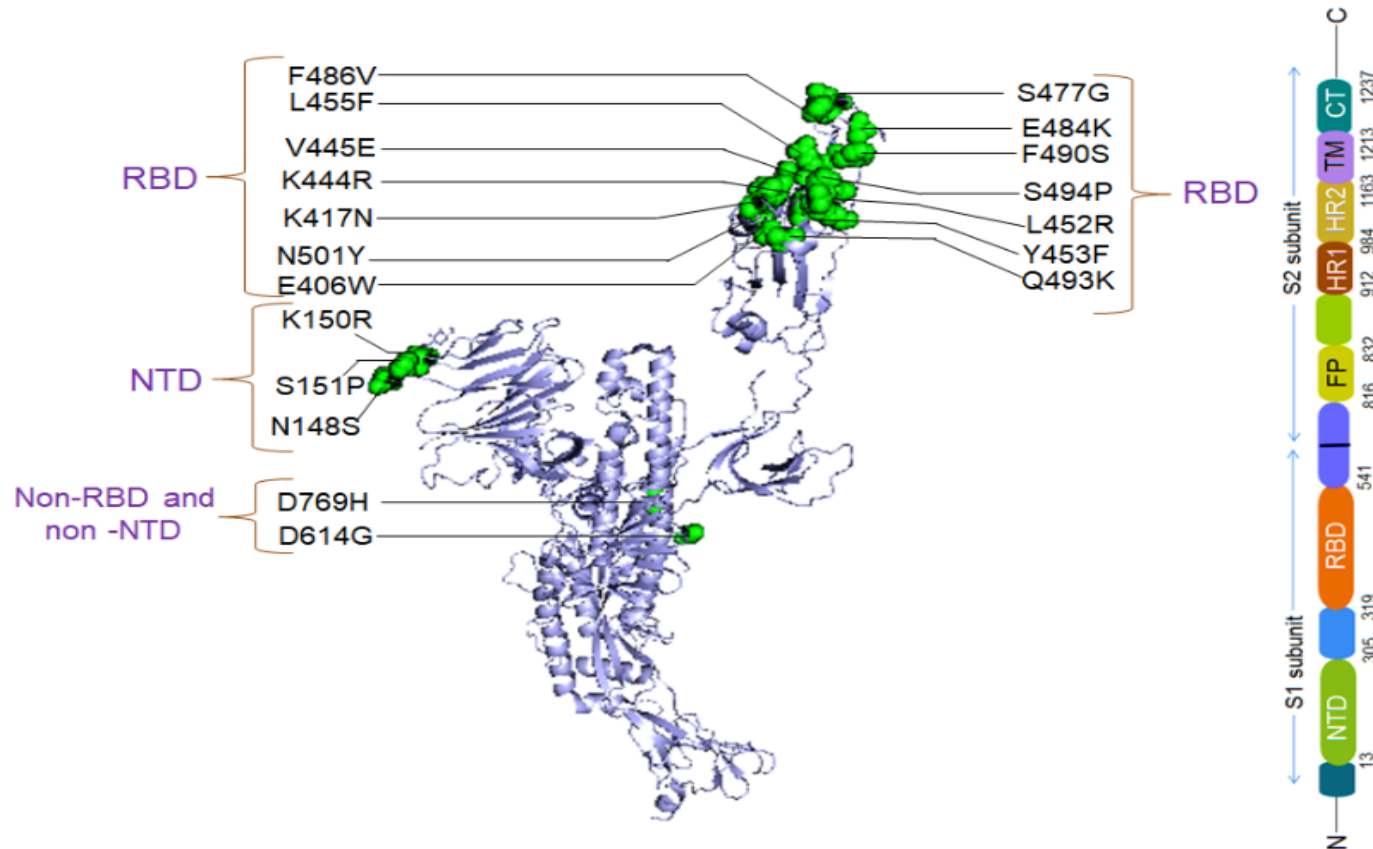 F486V
L455F
V445E
K444R
K417N
N501Y
E406W
RBD
K150R
S151P
N148S
NTD
D769H
D614G
Non-RBD and
non -NTD
S477G
E484K
F490S
S494P
L452R
Y453F
Q493K
RBD
C
CT
TM
HR2
HR1
FP
RBD
NTD
N
1237
1213
1163
984
912
832
816
541
319
305
13
S2 subunit
S1 subunit